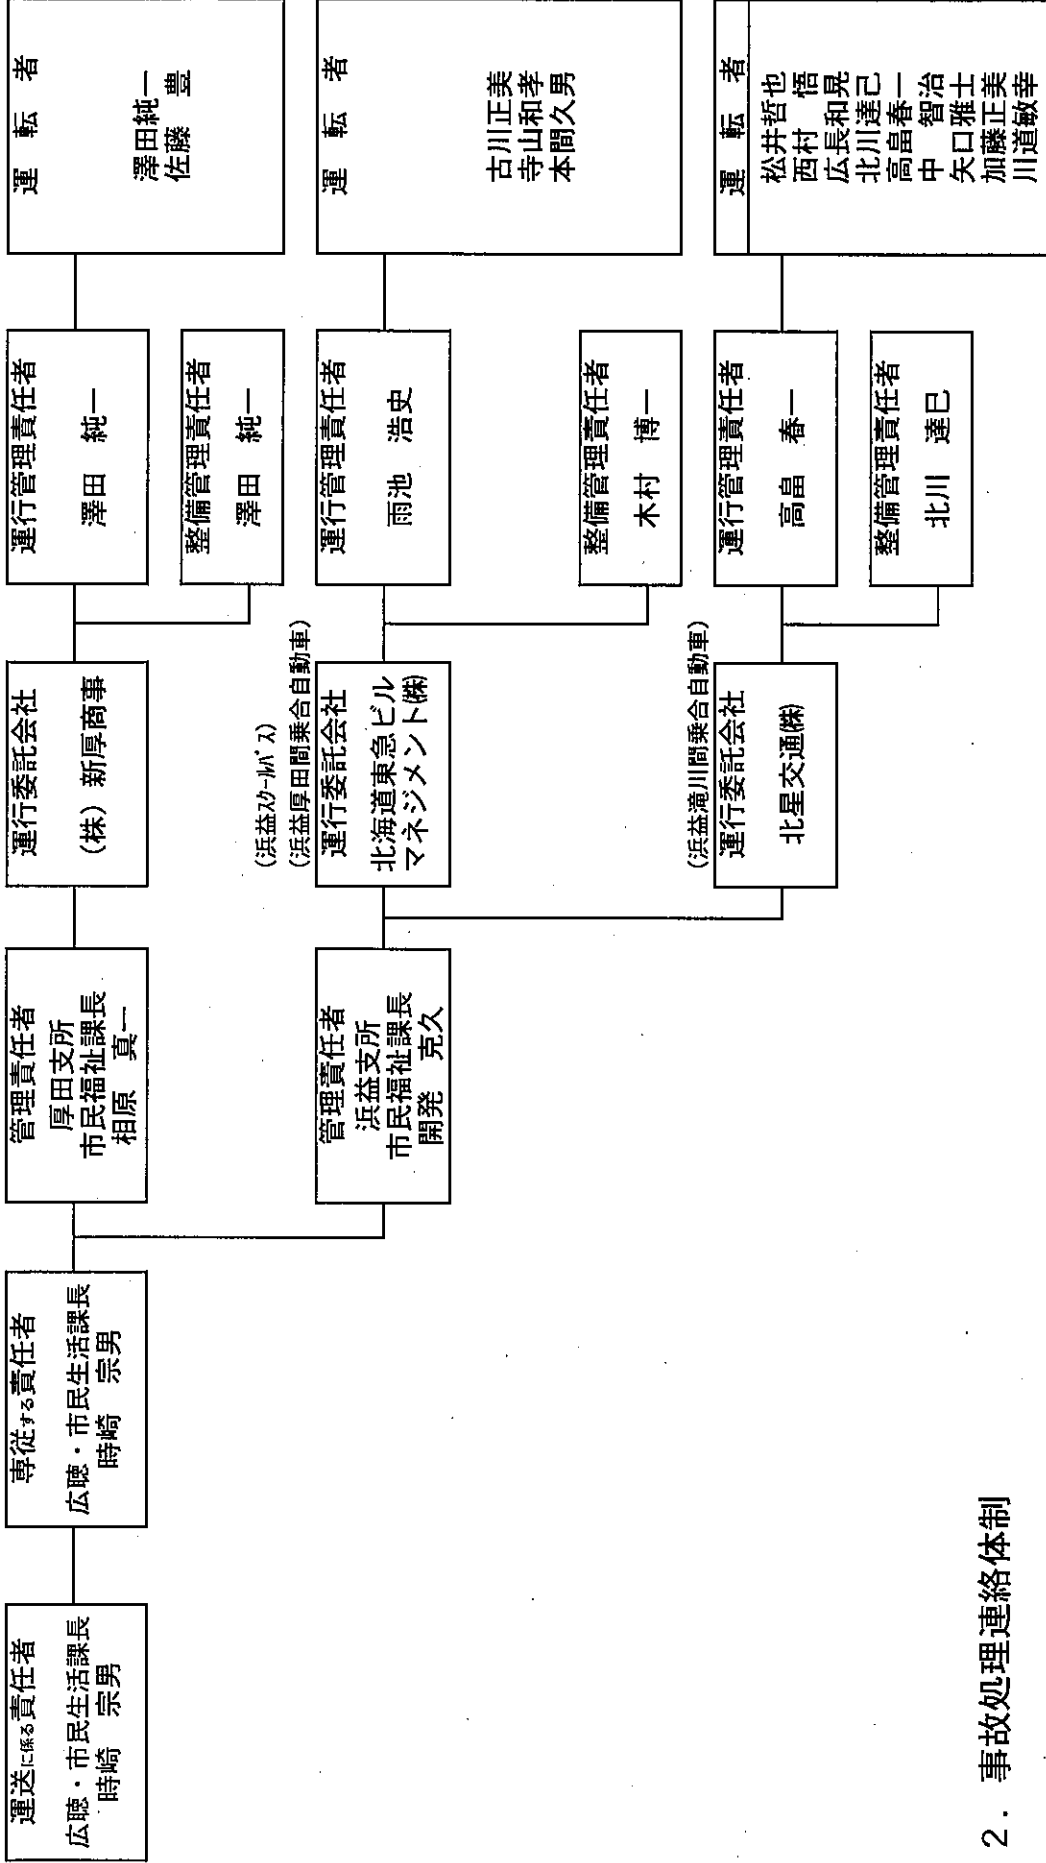 運送に係る責任者
広聴・市民生活課長
時崎　宗男
専従する責任者
広聴・市民生活課長
時崎　宗男
管理責任者
厚田支所
市民福祉課長
相原　真一
運行委託会社
（株）新厚商事
運行管理責任者
澤田　純一
整備管理責任者
澤田　純一
運　転　者
澤田純一
佐藤　豊
管理責任者
浜益支所
市民福祉課長
開発　克久
（浜益スクールバス）
（浜益厚田間乗合自動車）
運行委託会社
北海道東急ビル
マネジメント㈱
運行管理責任者
雨池　浩史
整備管理責任者
木村　博一
運　転　者
古川正美
寺山和孝
本間久男
（浜益滝川間乗合自動車）
運行委託会社
北星交通㈱
運行管理責任者
高畠　春一
整備管理責任者
北川　達已
運　転　者
松井哲也
西村　悟
広長和晃
北川達己
高畠春一
中　智治
矢口雅士
加藤正美
川道敏幸
２．事故処理連絡体制